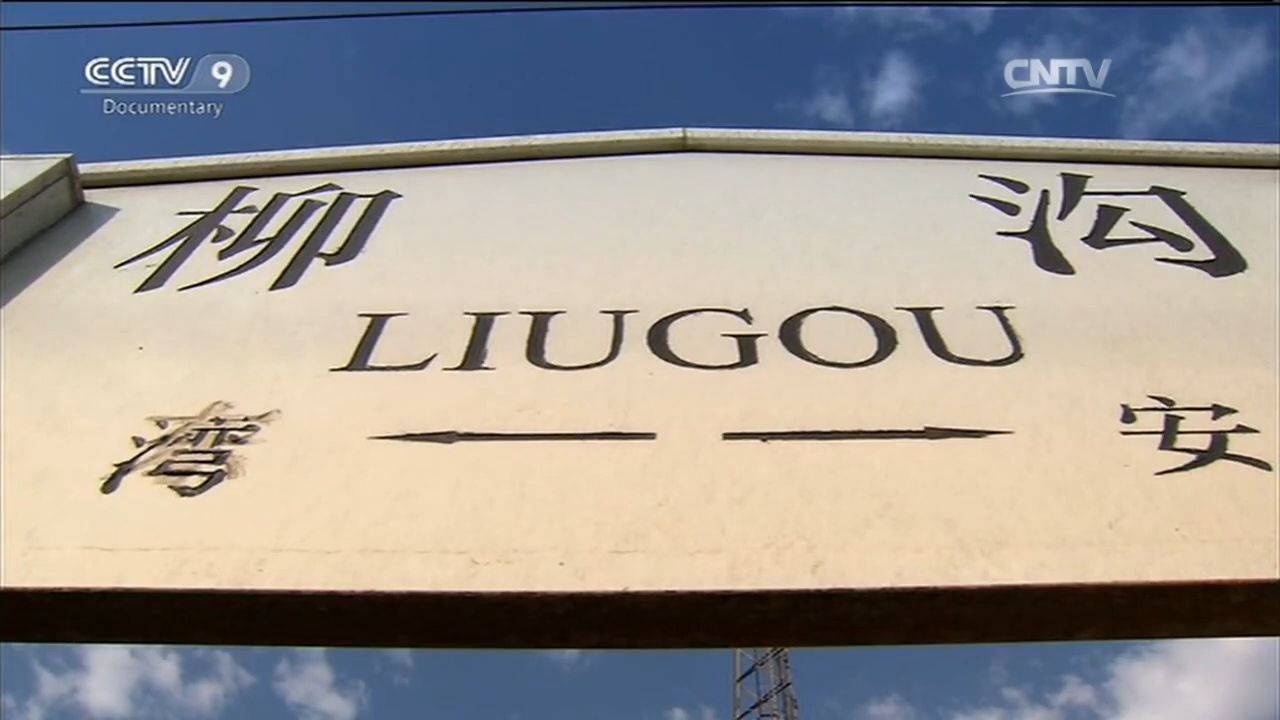 CCTV 9
Documentary
CNTV
柳 沟
LIUGOU
湾 安